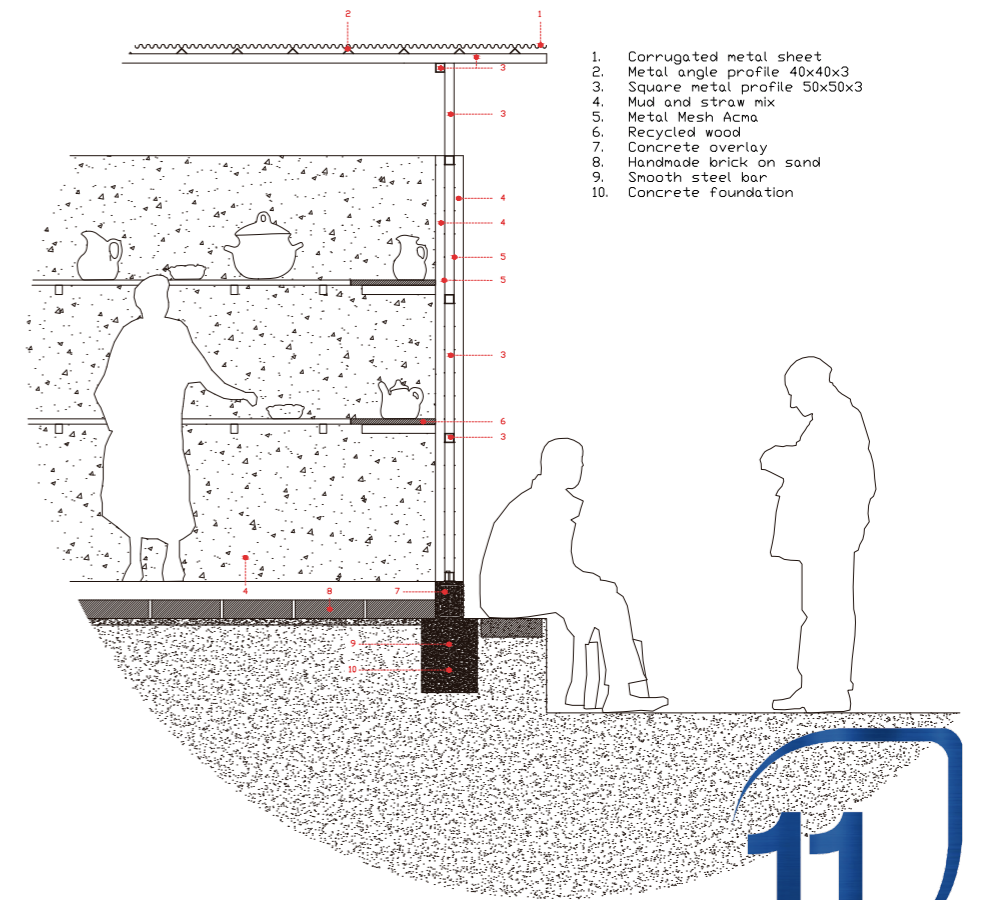 2
1
1. Corrugated metal sheet
2. Metal angle profile 40x40x3
3. Square metal profile 50x50x3
4. Mud and straw mix
5. Metal Mesh Acma
6. Recycled wood
7. Concrete overlay
8. Handmade brick on sand
9. Smooth steel bar
10. Concrete foundation
3
3
4
4
5
5
3
6
3
4
8
7
9
10
11